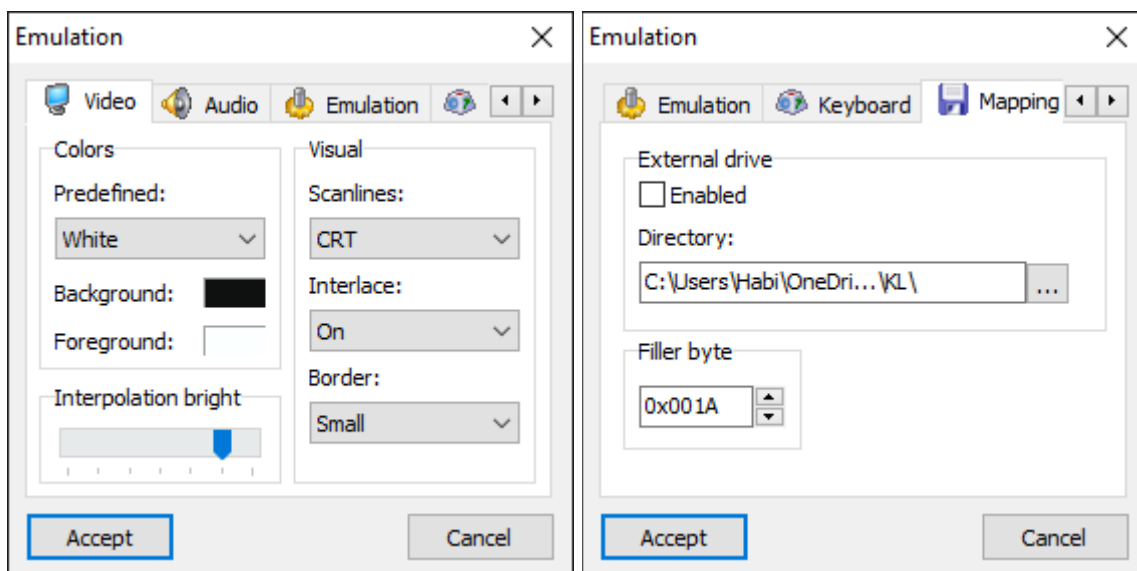 Emulation
Video Audio Emulation
Colors
Predefined:
White
Background:
Foreground:
Interpolation bright
Visual
Scanlines:
CRT
Interlace:
On
Border:
Small
Accept Cancel
Emulation
Emulation Keyboard Mapping
External drive
Enabled
Directory:
C:\Users\Habi\OneDri...\KL\
...
Filler byte
0x001A
Accept Cancel